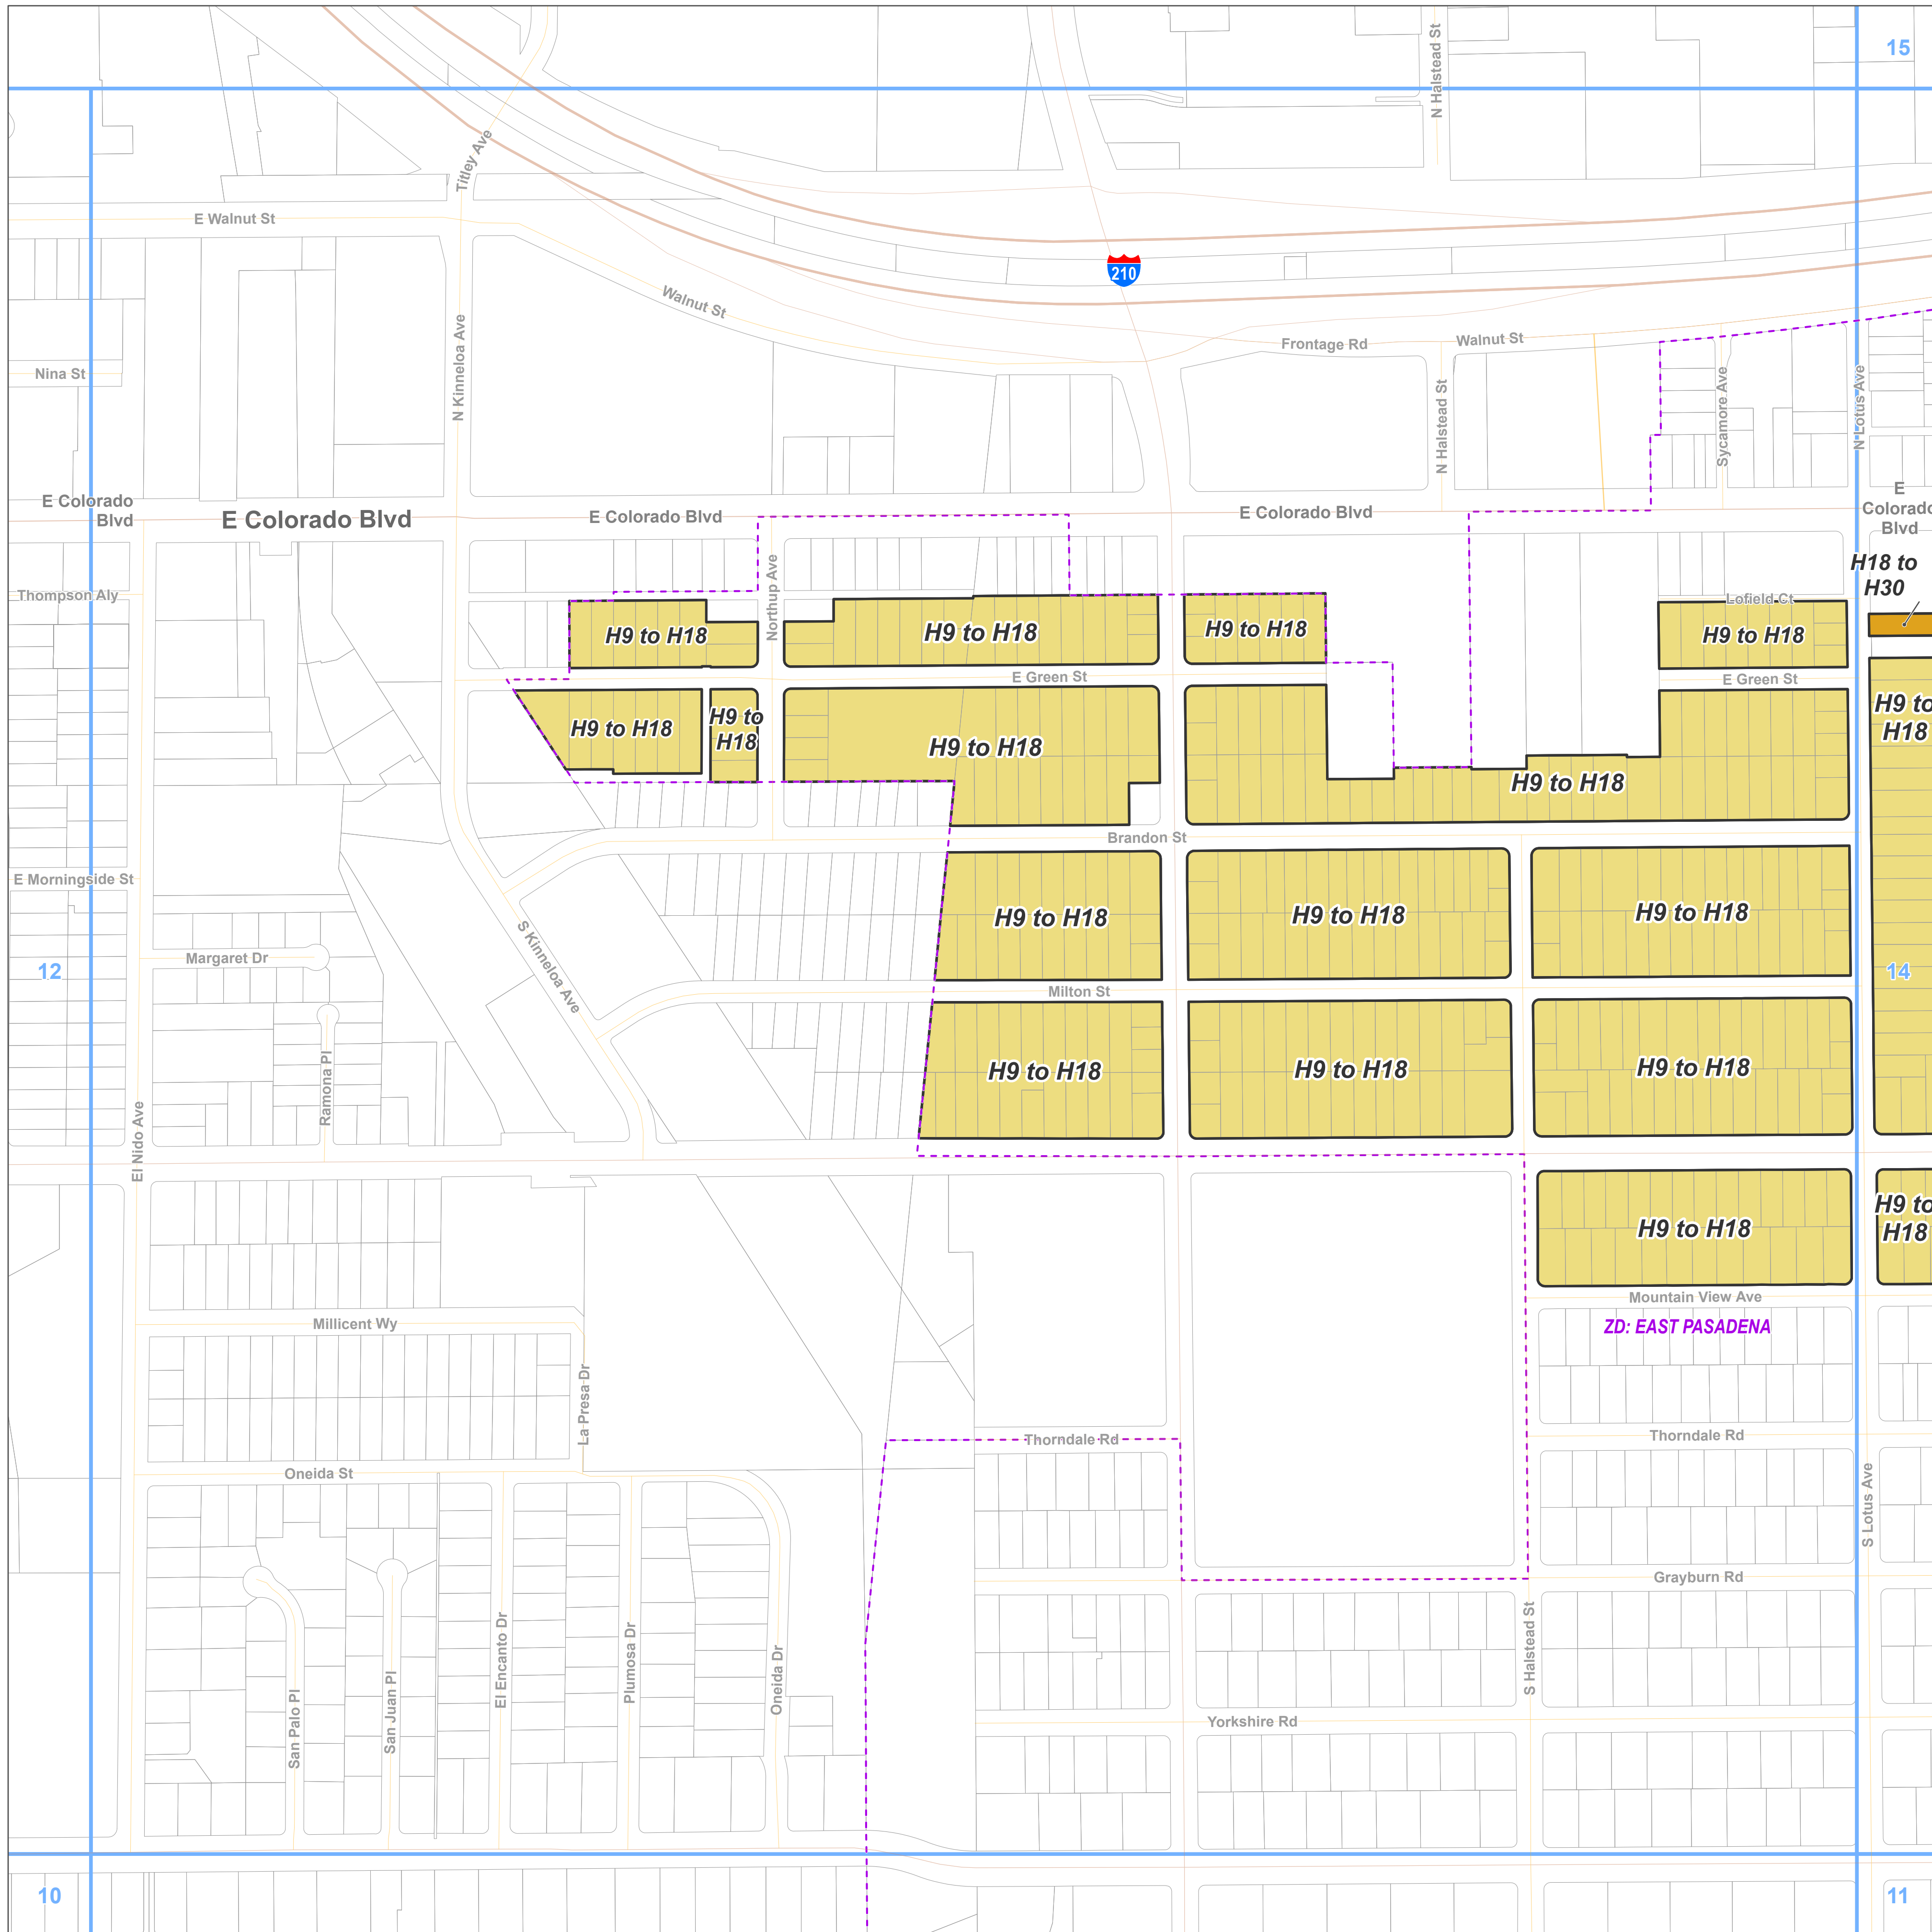 15
N Halstead St
Titley Ave
E Walnut St
210
Walnut St
Frontage Rd
Walnut St
N Kinneloa Ave
Nina St
N Halstead St
Sycamore Ave
N Lotus Ave
E Colorado
Blvd
E Colorado Blvd
E Colorado Blvd
E Colorado Blvd
E
Colorado
Blvd
H18 to
H30
Thompson Aly
Northup Ave
Lofield Ct
H9 to H18
H9 to H18
H9 to H18
H9 to H18
E Green St
E Green St
H9 to H18
H9 to
H18
H9 to H18
H9 to H18
H9 to
H18
Brandon St
E Morningside St
H9 to H18
H9 to H18
H9 to H18
S Kinneloa Ave
Margaret Dr
12
14
Milton St
Ramona Pl
H9 to H18
H9 to H18
H9 to H18
El Nido Ave
H9 to H18
H9 to
H18
Mountain View Ave
Millicent Wy
ZD: EAST PASADENA
La Presa Dr
Thorndale Rd
Thorndale Rd
Oneida St
S Lotus Ave
Grayburn Rd
El Encanto Dr
Plumosa Dr
Oneida Dr
S Halstead St
San Palo Pl
San Juan Pl
Yorkshire Rd
10
11